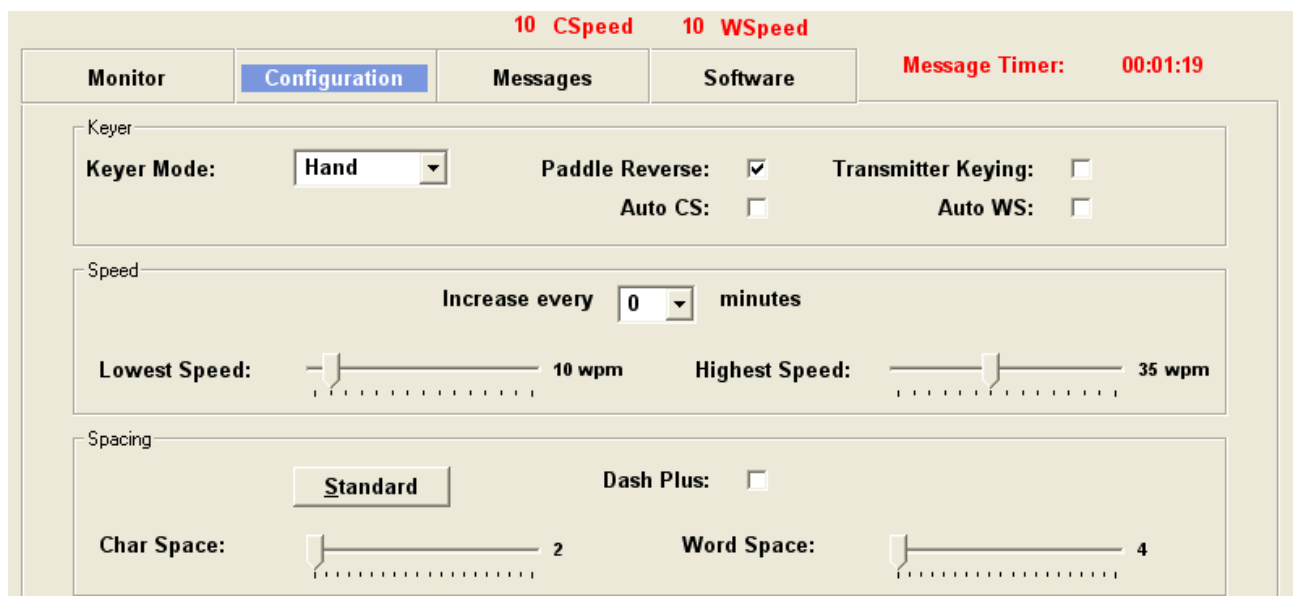 10 CSpeed 10 WSpeed
Monitor Configuration Messages Software Message Timer: 00:01:19
Keyer
Keyer Mode: Hand Paddle Reverse: Transmitter Keying:
Auto CS: Auto WS:
Speed
Increase every 0 minutes
Lowest Speed: 10 wpm Highest Speed: 35 wpm
Spacing
Standard Dash Plus:
Char Space: 2 Word Space: 4